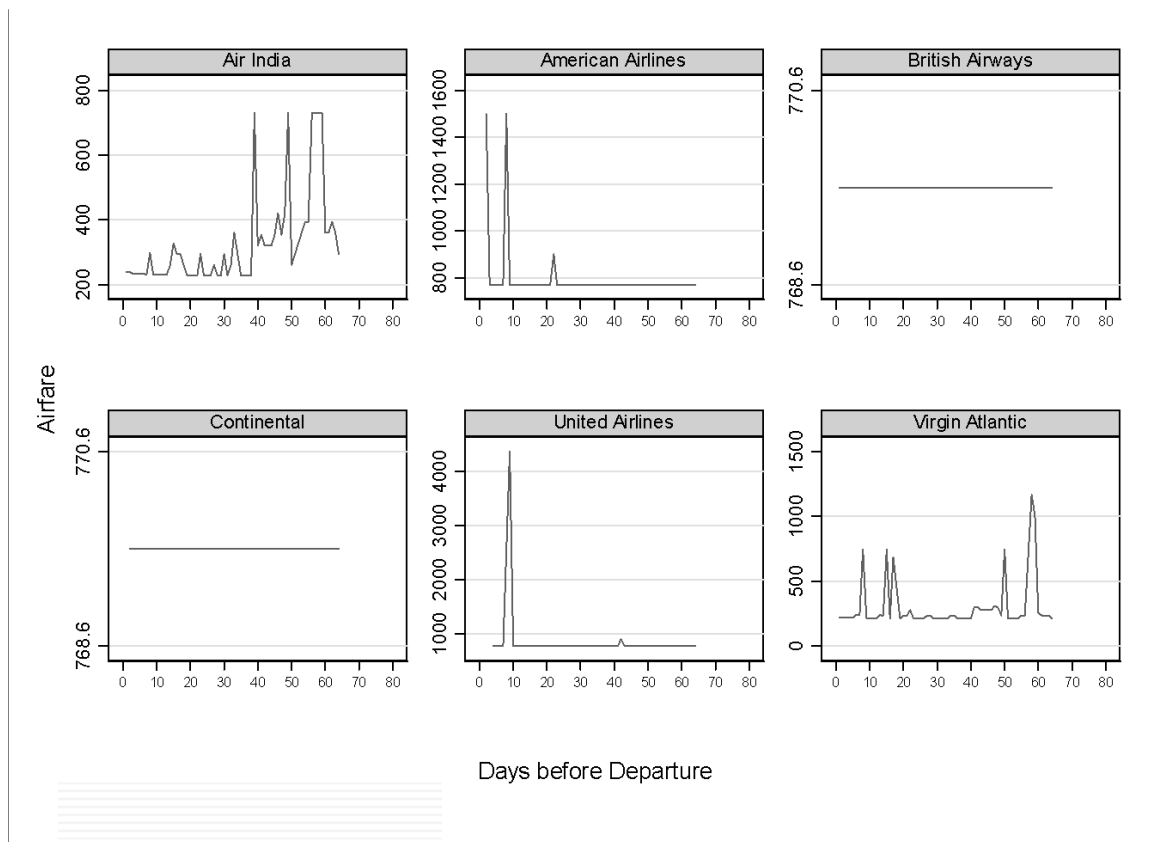 Air India
American Airlines
British Airways
800
600
400
200
1600
1400
1200
1000
800
770.6
768.6
0 10 20 30 40 50 60 70 80
0 10 20 30 40 50 60 70 80
0 10 20 30 40 50 60 70 80
Airfare
Continental
United Airlines
Virgin Atlantic
770.6
768.6
4000
3000
2000
1000
1500
1000
500
0
0 10 20 30 40 50 60 70 80
0 10 20 30 40 50 60 70 80
0 10 20 30 40 50 60 70 80
Days before Departure